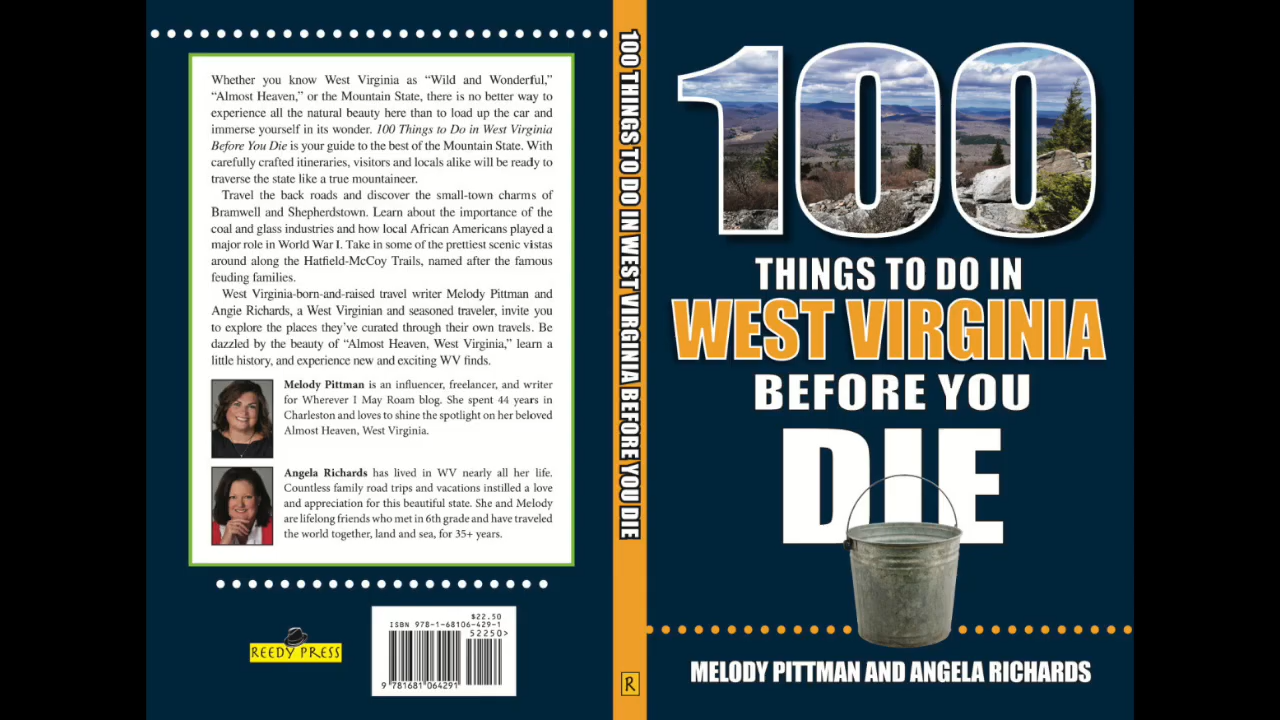 Whether you know West Virginia as “Wild and Wonderful,”
“Almost Heaven,” or the Mountain State, there is no better way to
experience all the natural beauty here than to load up the car and
immerse yourself in its wonder. 100 Things to Do in West Virginia
Before You Die is your guide to the best of the Mountain State. With
carefully crafted itineraries, visitors and locals alike will be ready to
traverse the state like a true mountaineer.
Travel the back roads and discover the small-town charms of
Bramwell and Shepherdstown. Learn about the importance of the
coal and glass industries and how local African Americans played a
major role in World War I. Take in some of the prettiest scenic vistas
around along the Hatfield-McCoy Trails, named after the famous
feuding families.
West Virginia-born-and-raised travel writer Melody Pittman and
Angie Richards, a West Virginian and seasoned traveler, invite you
to explore the places they’ve curated through their own travels. Be
dazzled by the beauty of “Almost Heaven, West Virginia,” learn a
little history, and experience new and exciting WV finds.
Melody Pittman is an influencer, freelancer, and writer
for Wherever I May Roam blog. She spent 44 years in
Charleston and loves to shine the spotlight on her beloved
Almost Heaven, West Virginia.
Angela Richards has lived in WV nearly all her life.
Countless family road trips and vacations instilled a love
and appreciation for this beautiful state. She and Melody
are lifelong friends who met in 6th grade and have traveled
the world together, land and sea, for 35+ years.
REEDY PRESS
$22.50
ISBN 978-1-68106-429-1
52250>
9 781681 064291
100 THINGS TO DO IN WEST VIRGINIA BEFORE YOU DIE
R
100
THINGS TO DO IN
WEST VIRGINIA
BEFORE YOU
DIE
MELODY PITTMAN AND ANGELA RICHARDS